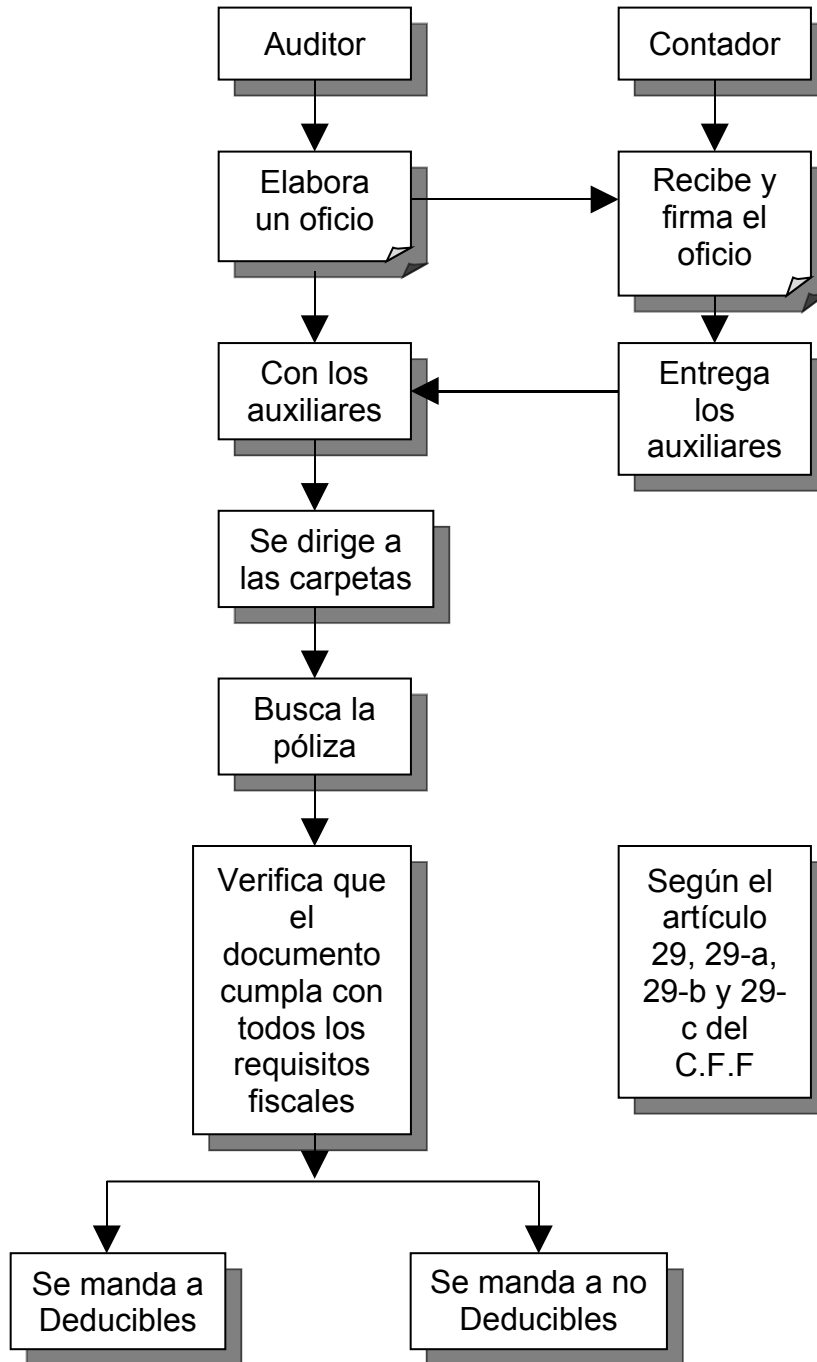 Auditor
Contador
Elabora
un oficio
Recibe y
firma el
oficio
Con los
auxiliares
Entrega
los
auxiliares
Se dirige a
las carpetas
Busca la
póliza
Verifica que
el
documento
cumpla con
todos los
requisitos
fiscales
Según el
artículo
29, 29-a,
29-b y 29-
c del
C.F.F
Se manda a
Deducibles
Se manda a no
Deducibles